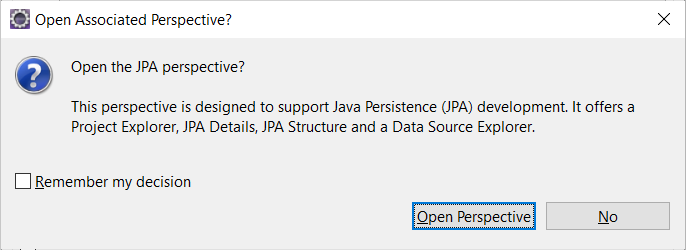 Open Associated Perspective?
Open the JPA perspective?
This perspective is designed to support Java Persistence (JPA) development. It offers a
Project Explorer, JPA Details, JPA Structure and a Data Source Explorer.
Remember my decision
Open Perspective
No